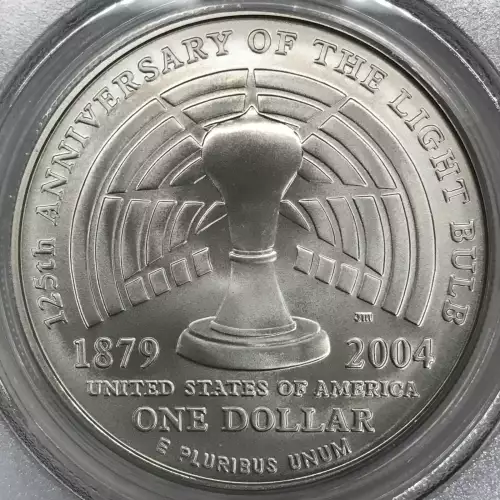 125th ANNIVERSARY OF THE LIGHT BULB
JM
1879 2004
UNITED STATES OF AMERICA
ONE DOLLAR
E PLURIBUS UNUM